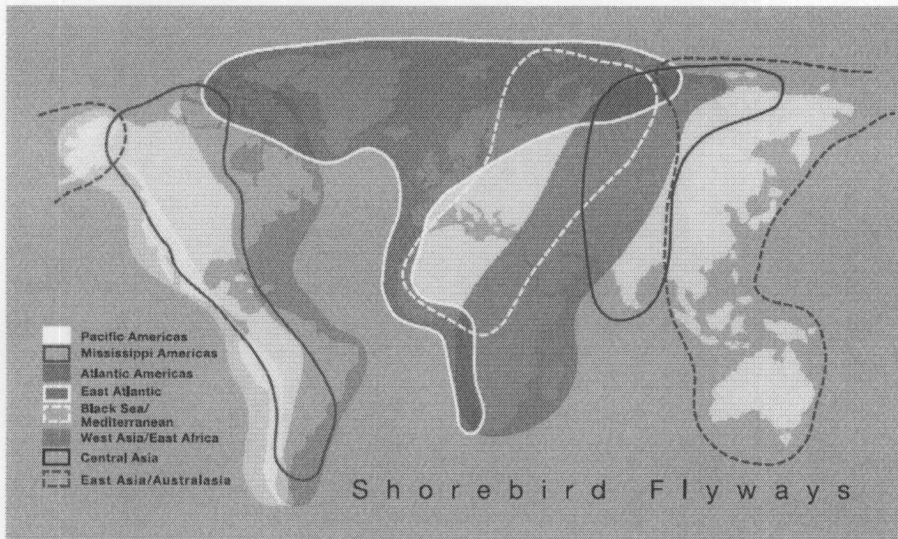 Pacific Americas
Mississippi Americas
Atlantic Americas
East Atlantic
Black Sea/
Mediterranean
West Asia/East Africa
Central Asia
East Asia/Australasia
Shorebird Flyways